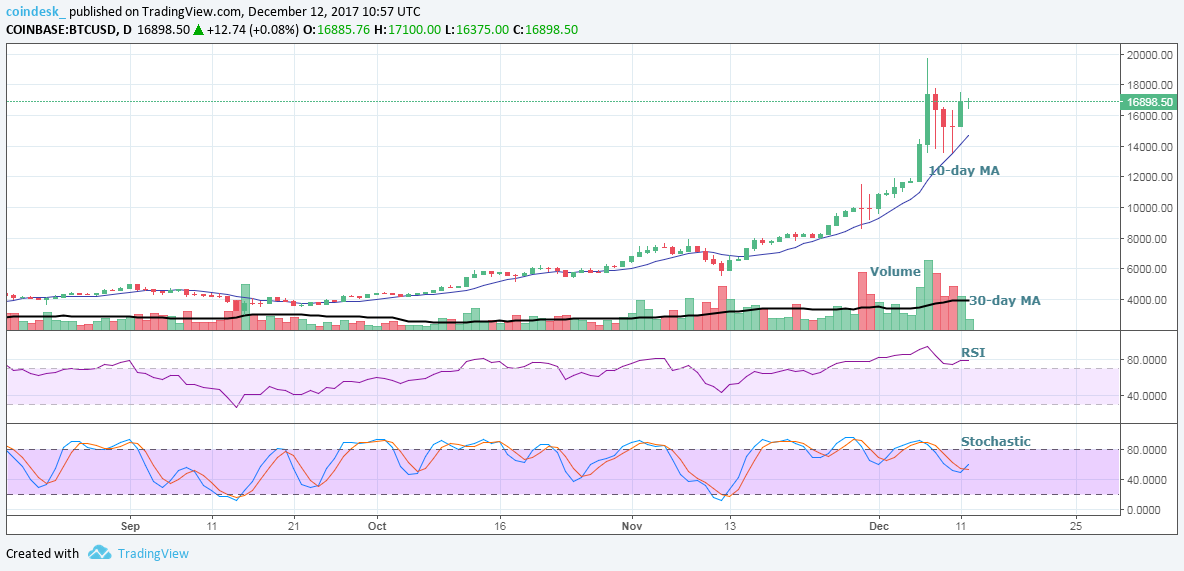 coindesk_ published on TradingView.com, December 12, 2017 10:57 UTC
COINBASE:BTCUSD, D 16898.50 ▲ +12.74 (+0.08%) O:16885.76 H:17100.00 L:16375.00 C:16898.50
20000.00
18000.00
16898.50
16000.00
14000.00
10-day MA
12000.00
10000.00
8000.00
Volume
6000.00
30-day MA
4000.00
RSI
80.0000
40.0000
Stochastic
80.0000
40.0000
0.0000
Sep 11 21 Oct 16 Nov 13 Dec 11 25
Created with TradingView